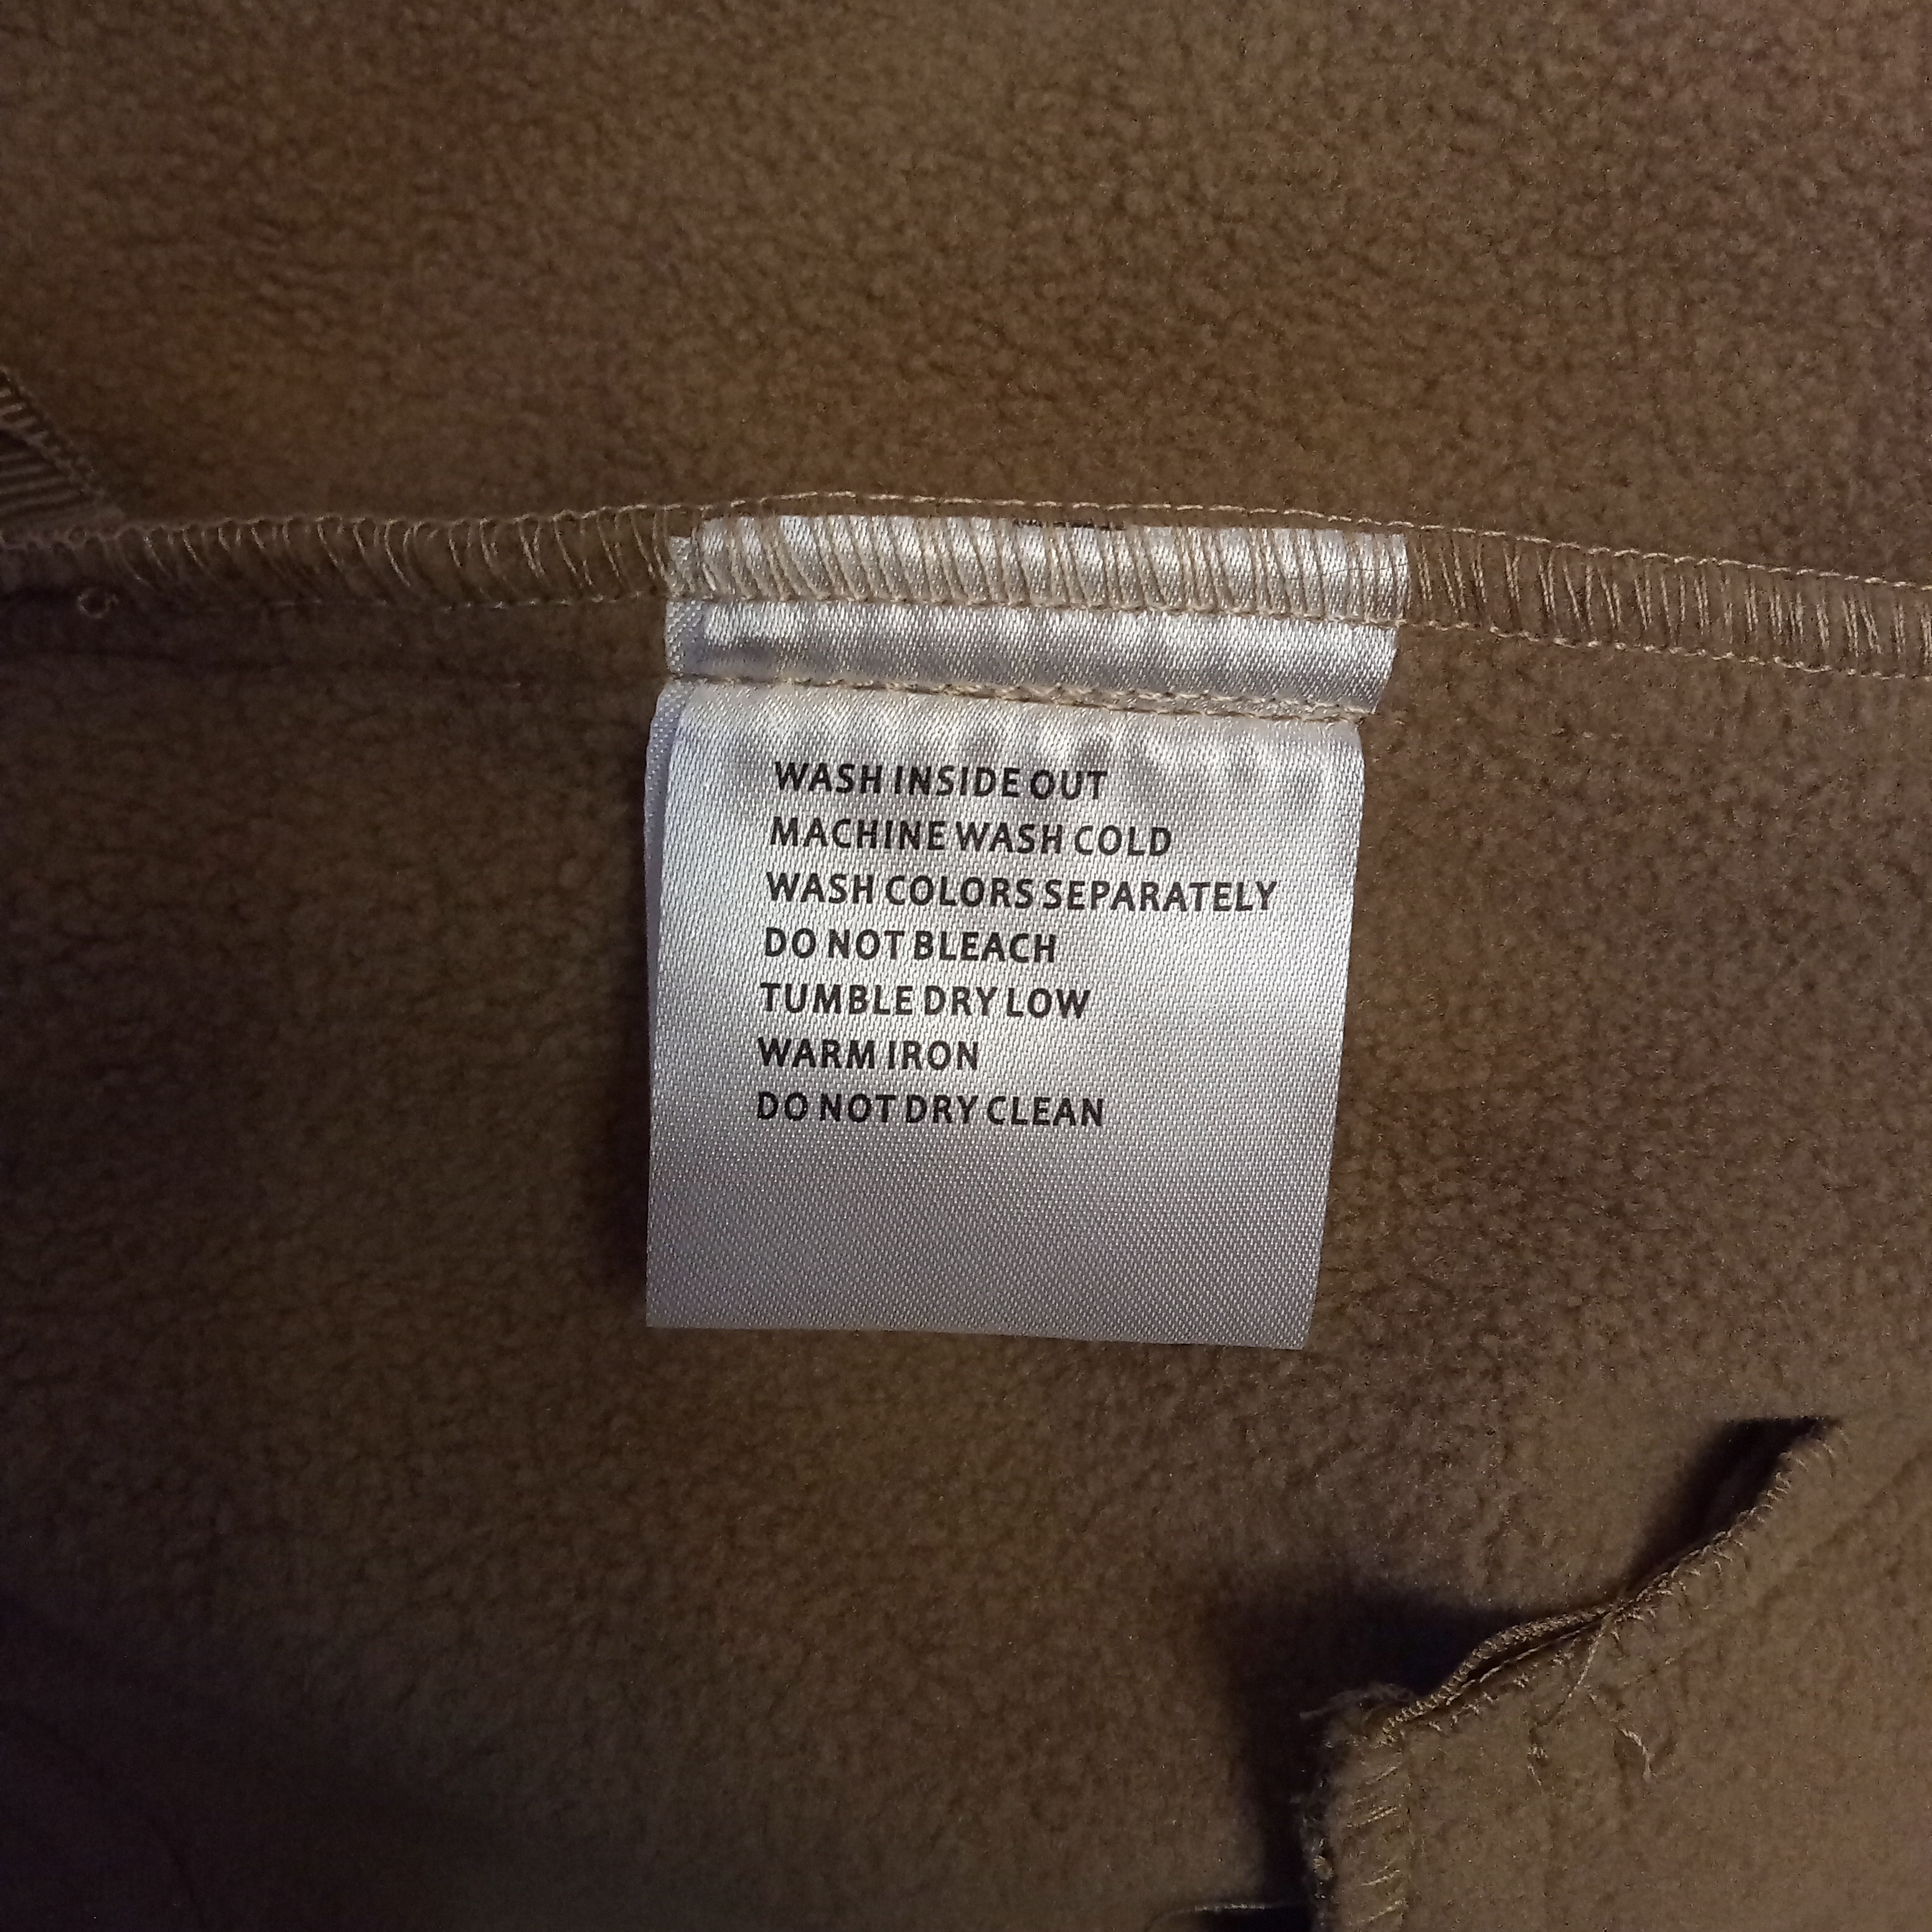 WASH INSIDE OUT
MACHINE WASH COLD
WASH COLORS SEPARATELY
DO NOT BLEACH
TUMBLE DRY LOW
WARM IRON
DO NOT DRY CLEAN